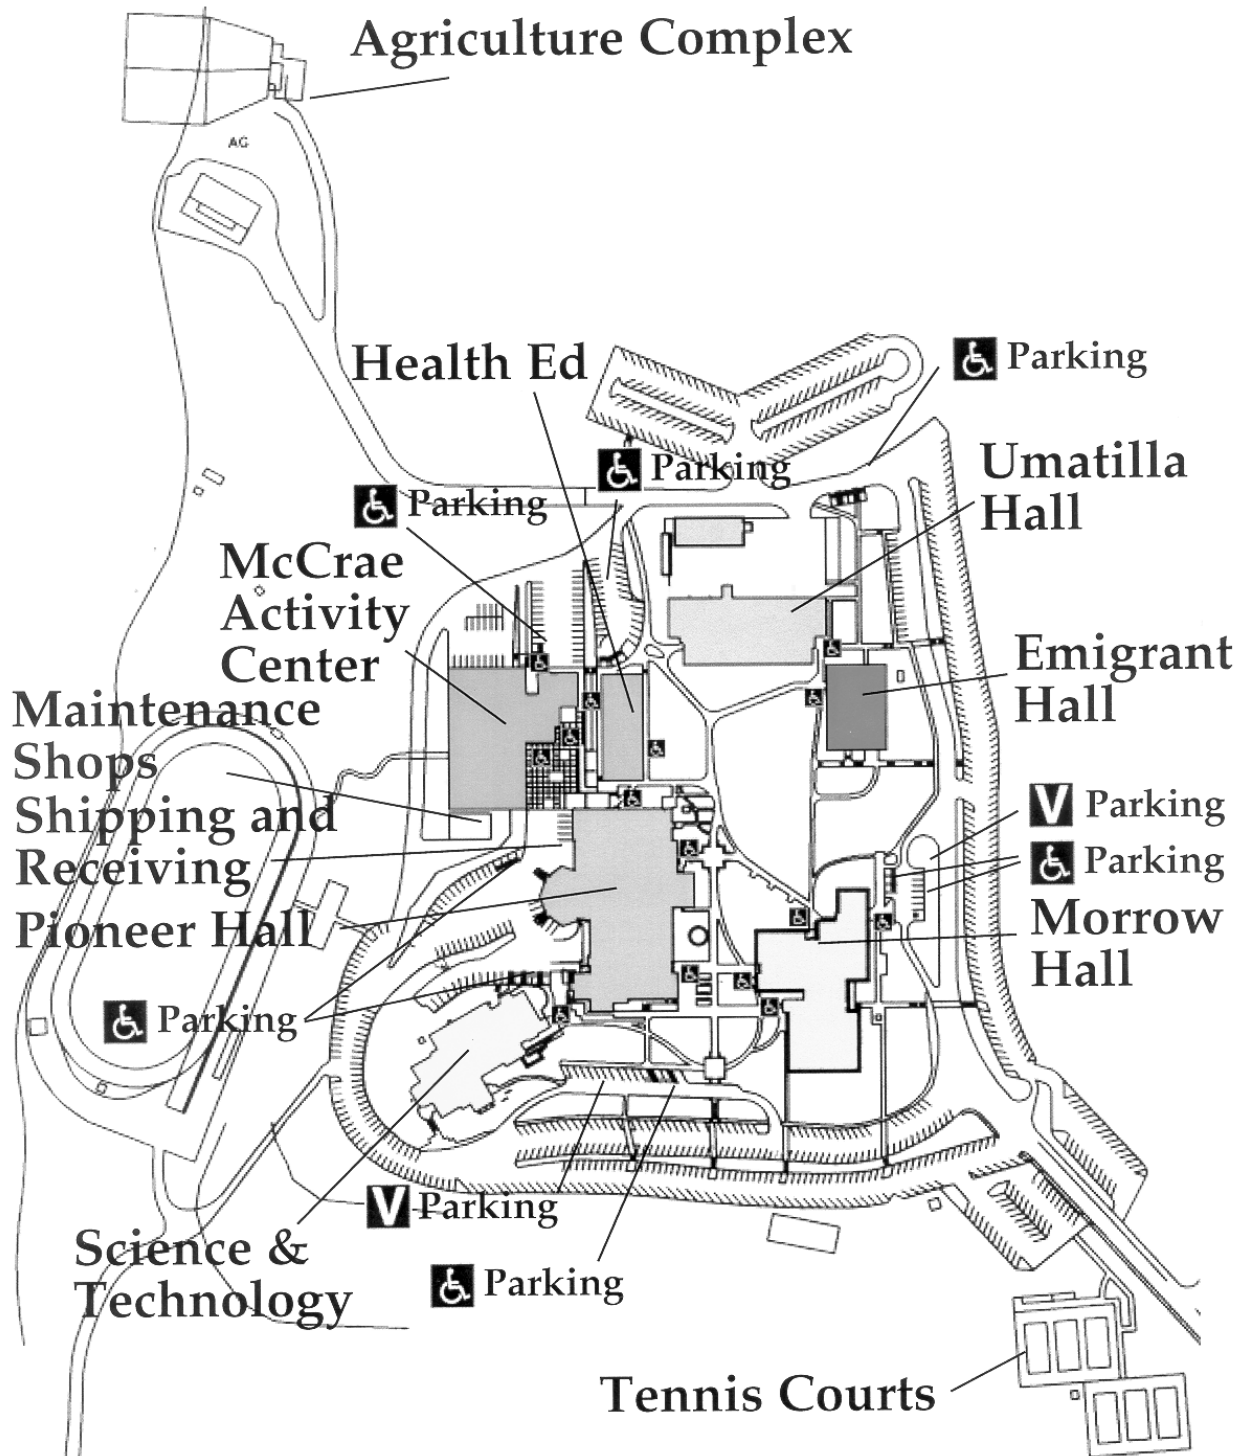 Agriculture Complex
AG
Health Ed
Parking
Parking
Umatilla
Hall
Parking
McCrae
Activity
Center
Emigrant
Hall
Maintenance
Shops
Shipping and
Receiving
Pioneer Hall
V Parking
Parking
Morrow
Hall
Parking
V Parking
Science &
Technology
Parking
Tennis Courts